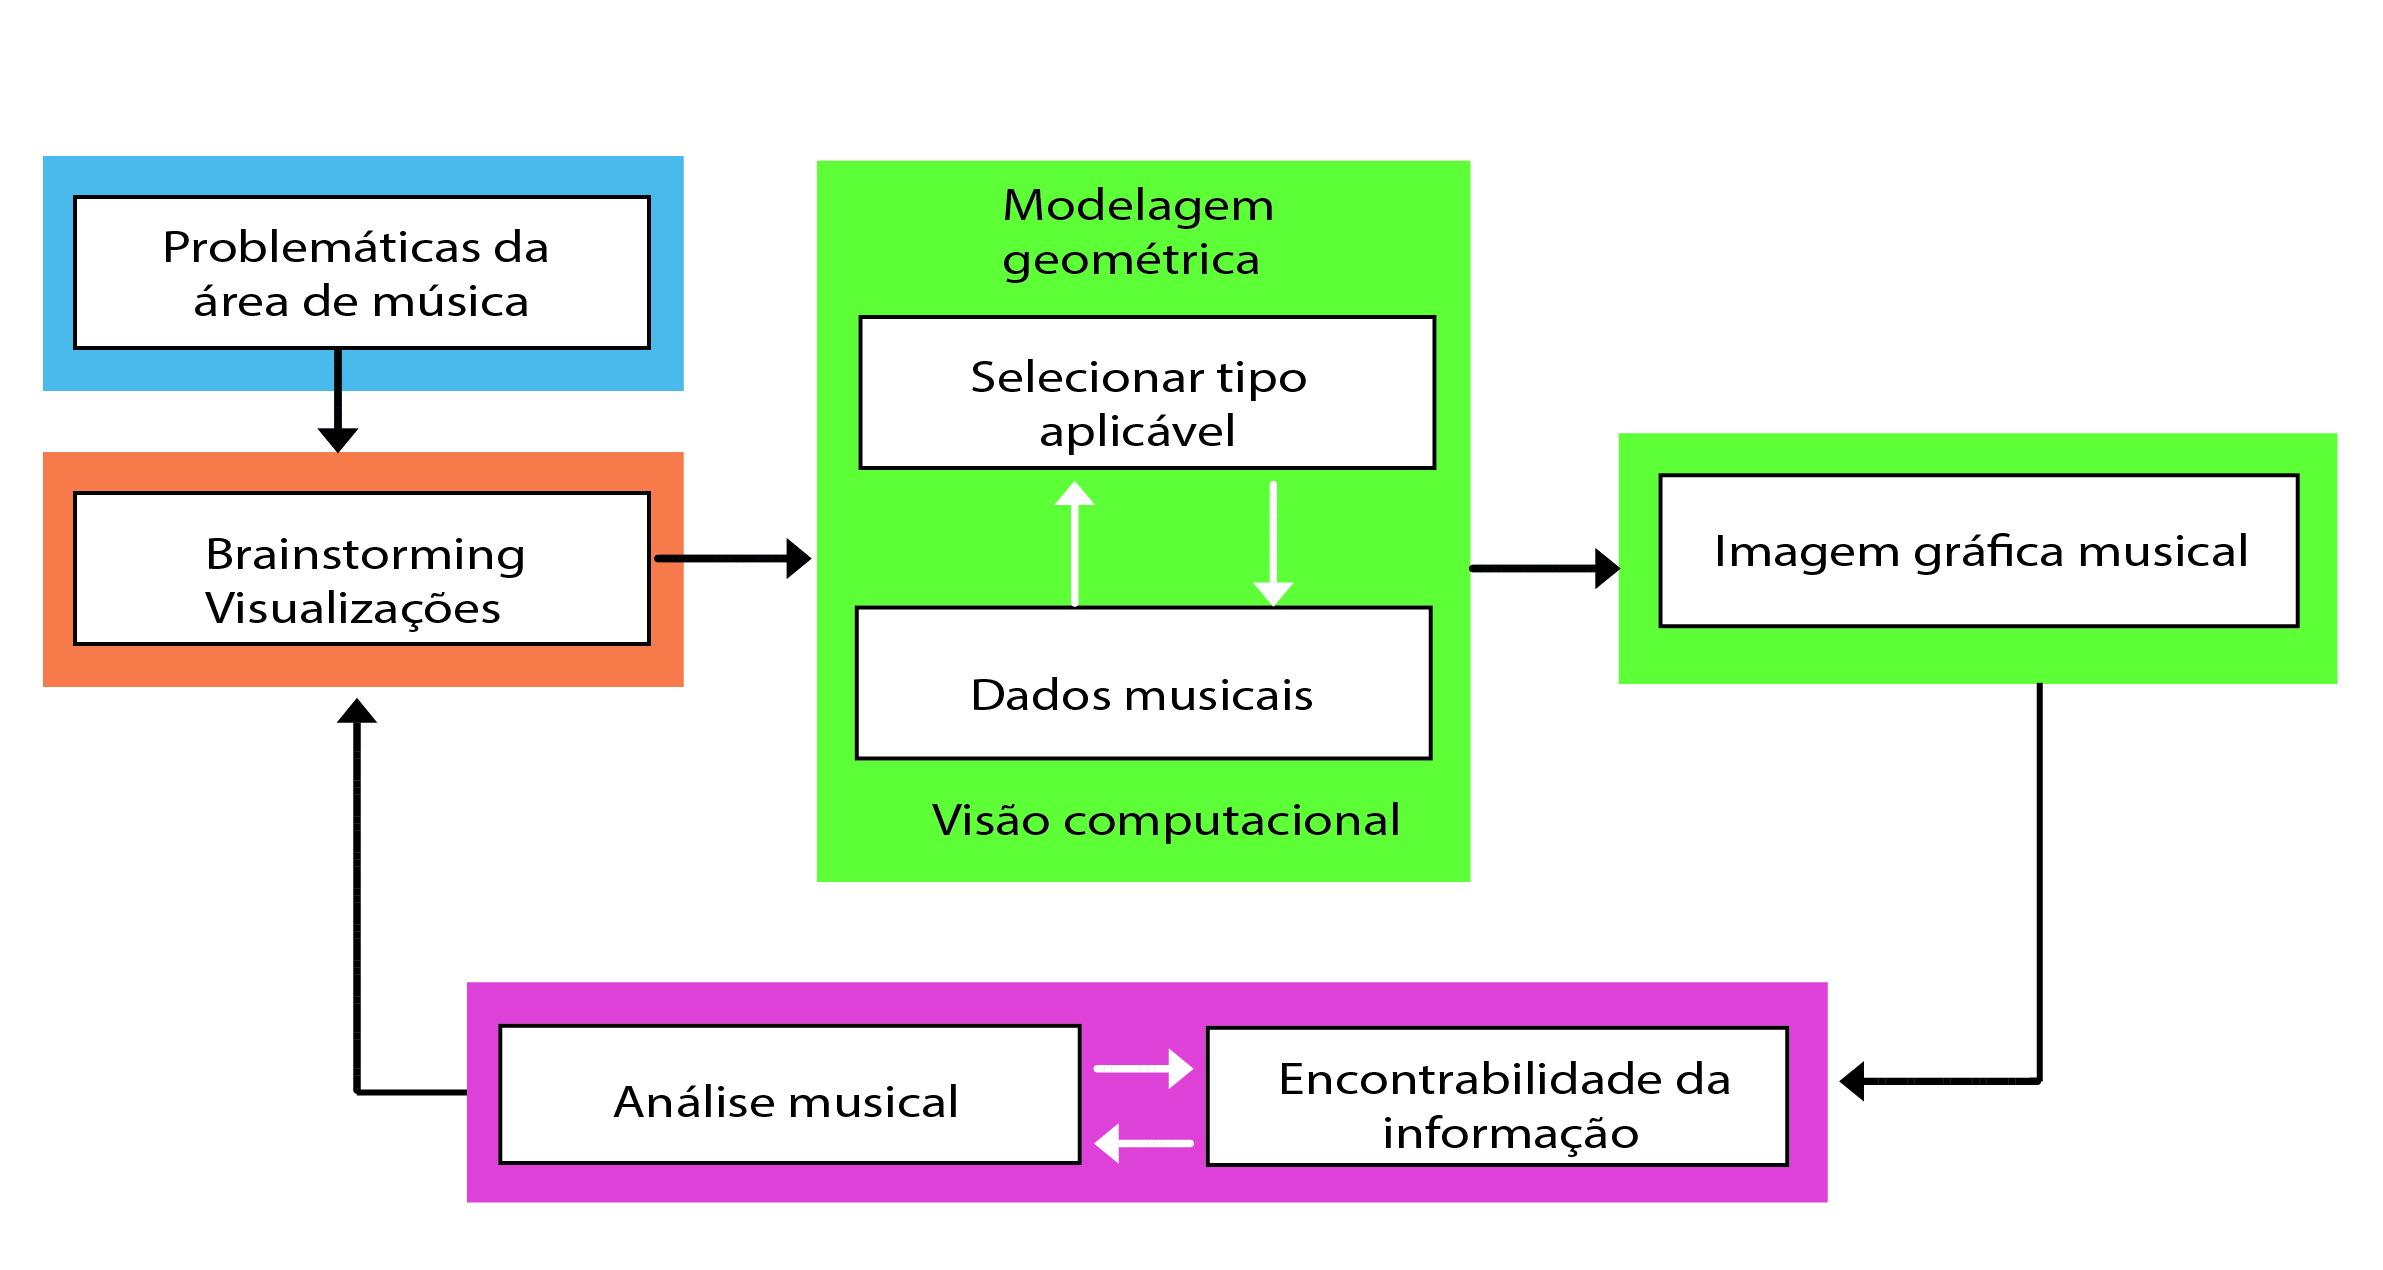 Problemáticas da
área de música
Brainstorming
Visualizações
Modelagem
geométrica
Selecionar tipo
aplicável
Dados musicais
Visão computacional
Imagem gráfica musical
Análise musical
Encontrabilidade da
informação